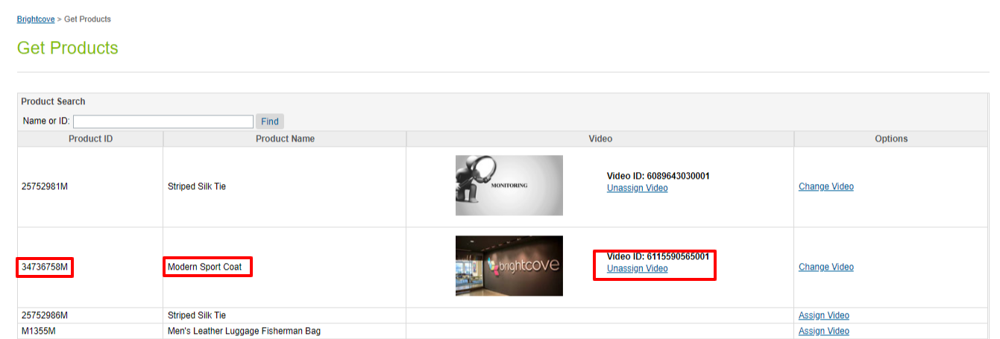 Brightcove > Get Products
Get Products
Product Search
Name or ID: Find
Product ID Product Name Video Options
25752981M Striped Silk Tie MONITORING Video ID: 6089643030001 Change Video
Unassign Video
34736758M Modern Sport Coat brightcove Video ID: 6115590565001 Change Video
Unassign Video
25752986M Striped Silk Tie Assign Video
M1355M Men's Leather Luggage Fisherman Bag Assign Video